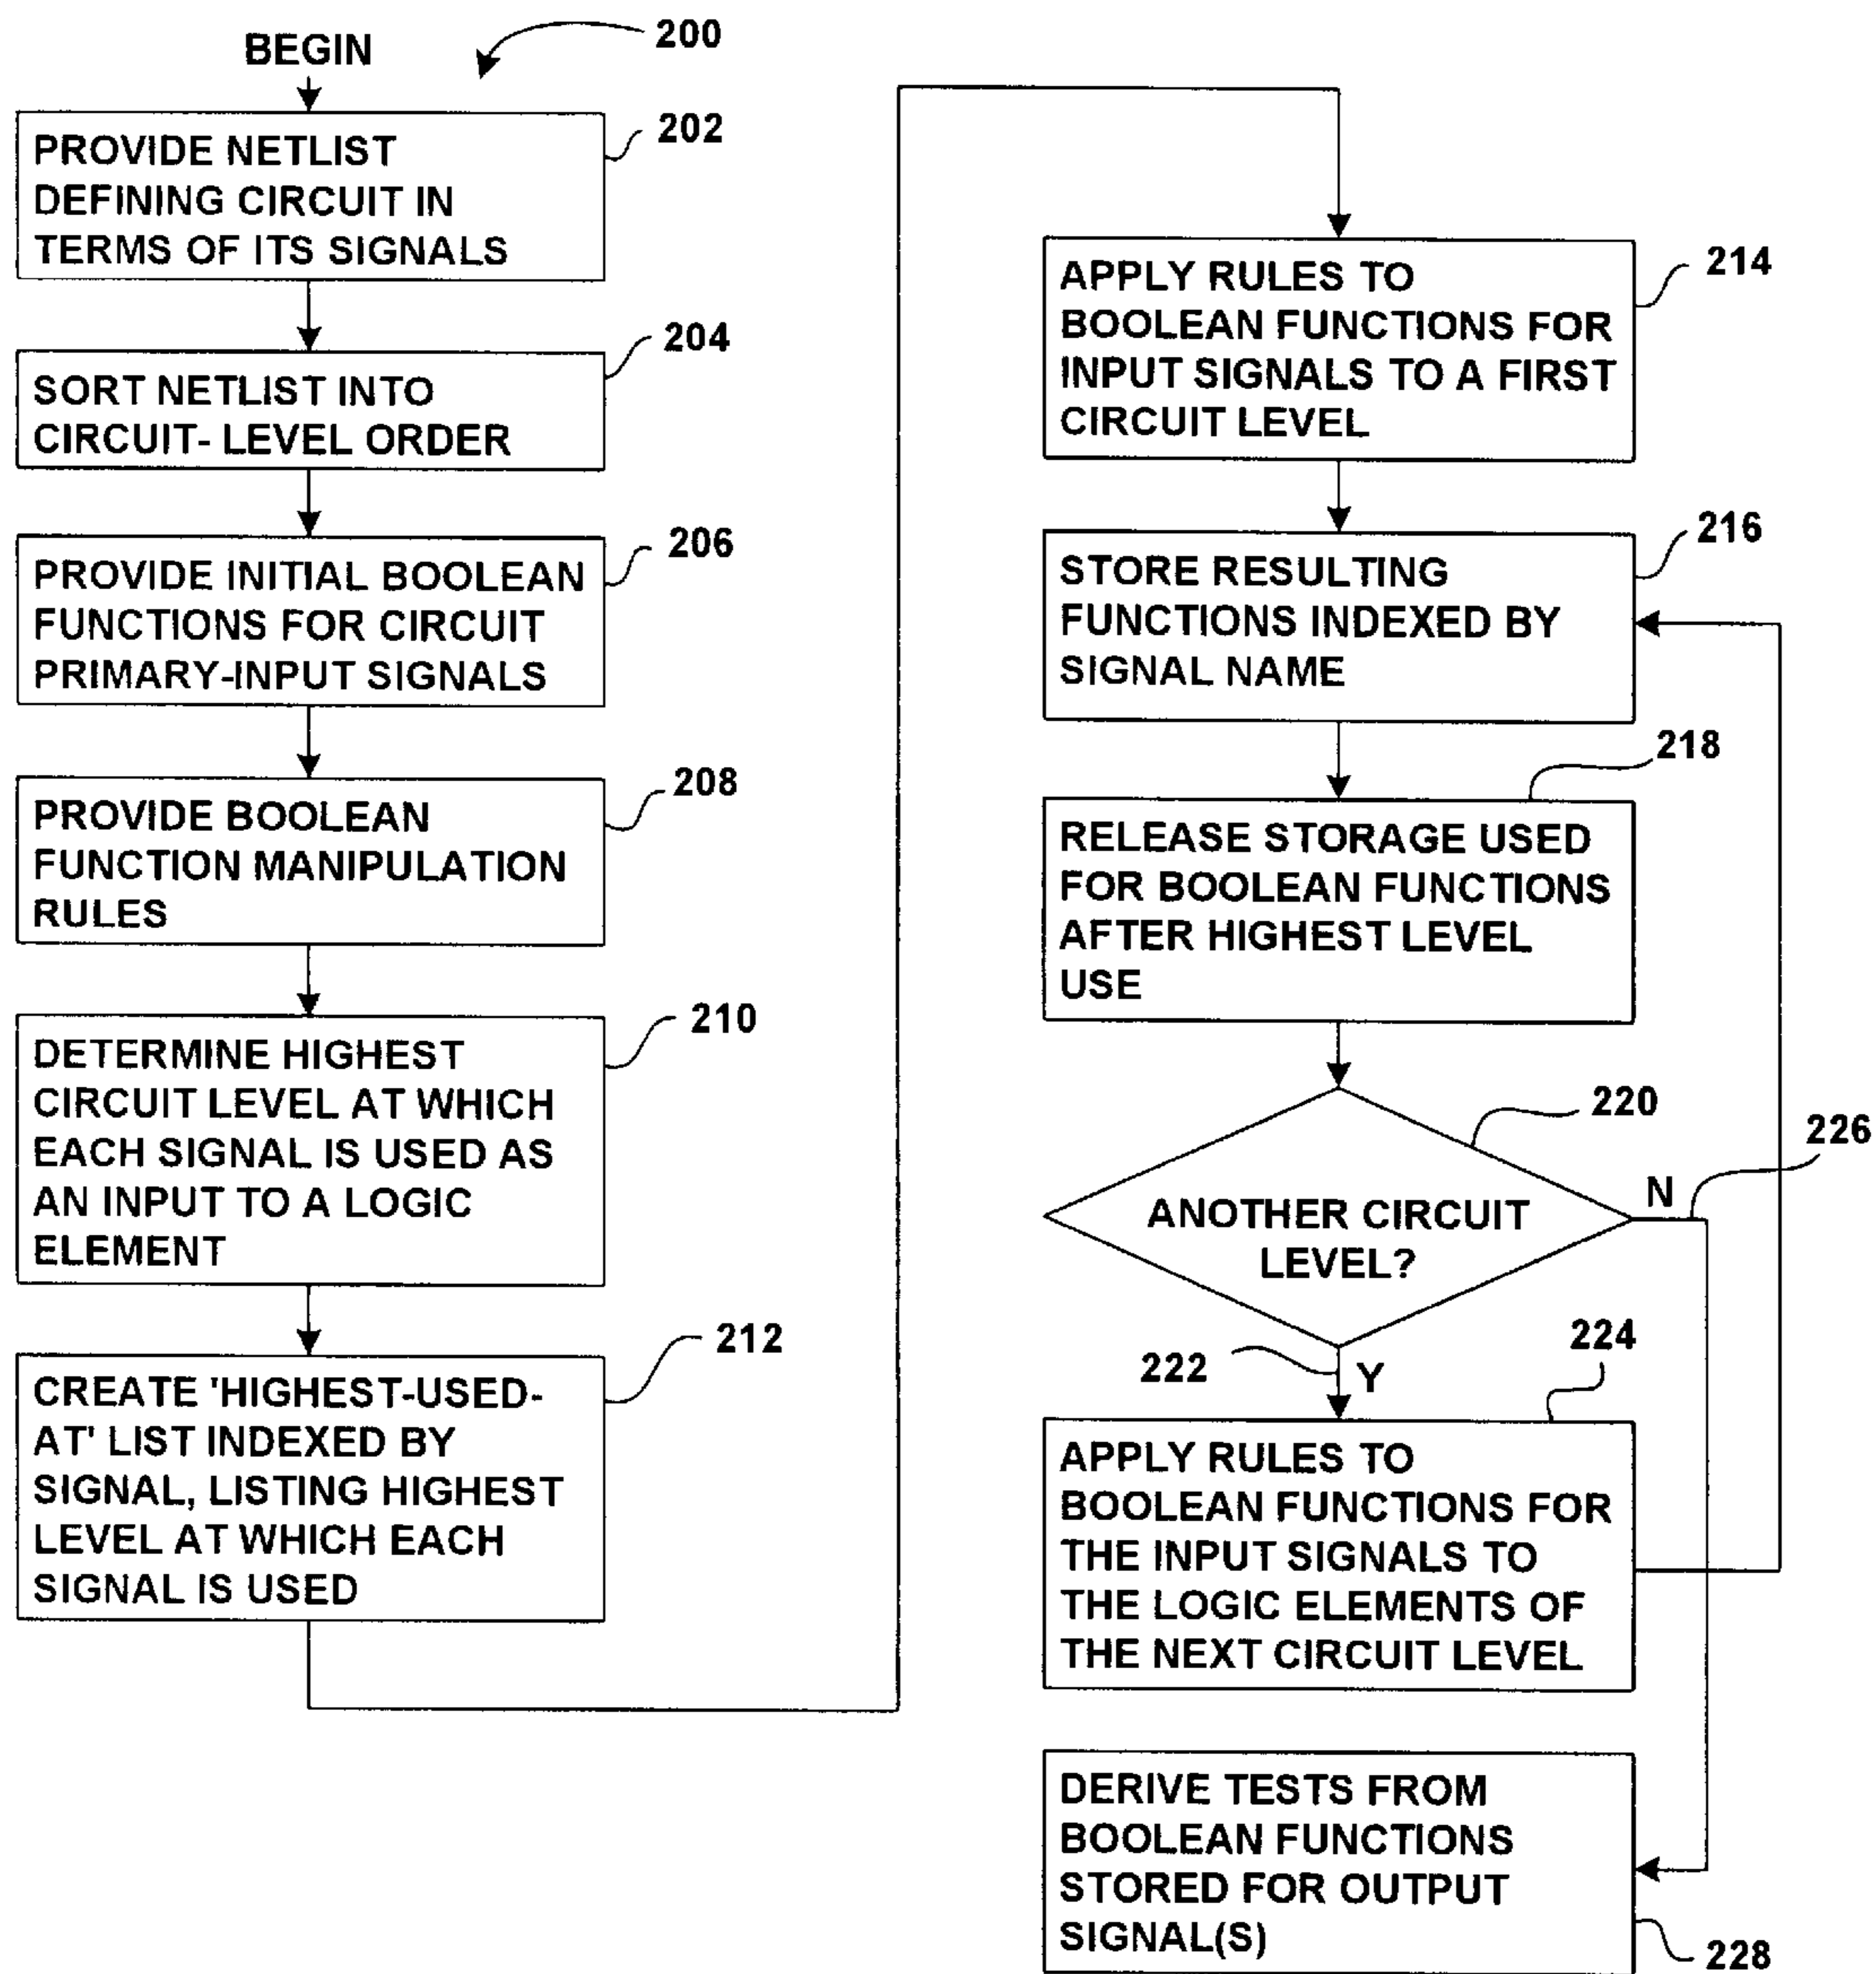 BEGIN
200
PROVIDE NETLIST
DEFINING CIRCUIT IN
TERMS OF ITS SIGNALS
202
SORT NETLIST INTO
CIRCUIT- LEVEL ORDER
204
PROVIDE INITIAL BOOLEAN
FUNCTIONS FOR CIRCUIT
PRIMARY-INPUT SIGNALS
206
PROVIDE BOOLEAN
FUNCTION MANIPULATION
RULES
208
DETERMINE HIGHEST
CIRCUIT LEVEL AT WHICH
EACH SIGNAL IS USED AS
AN INPUT TO A LOGIC
ELEMENT
210
CREATE 'HIGHEST-USED-
AT' LIST INDEXED BY
SIGNAL, LISTING HIGHEST
LEVEL AT WHICH EACH
SIGNAL IS USED
212
APPLY RULES TO
BOOLEAN FUNCTIONS FOR
INPUT SIGNALS TO A FIRST
CIRCUIT LEVEL
214
STORE RESULTING
FUNCTIONS INDEXED BY
SIGNAL NAME
216
RELEASE STORAGE USED
FOR BOOLEAN FUNCTIONS
AFTER HIGHEST LEVEL
USE
218
ANOTHER CIRCUIT
LEVEL?
220
N
226
222
Y
APPLY RULES TO
BOOLEAN FUNCTIONS FOR
THE INPUT SIGNALS TO
THE LOGIC ELEMENTS OF
THE NEXT CIRCUIT LEVEL
224
DERIVE TESTS FROM
BOOLEAN FUNCTIONS
STORED FOR OUTPUT
SIGNAL(S)
228